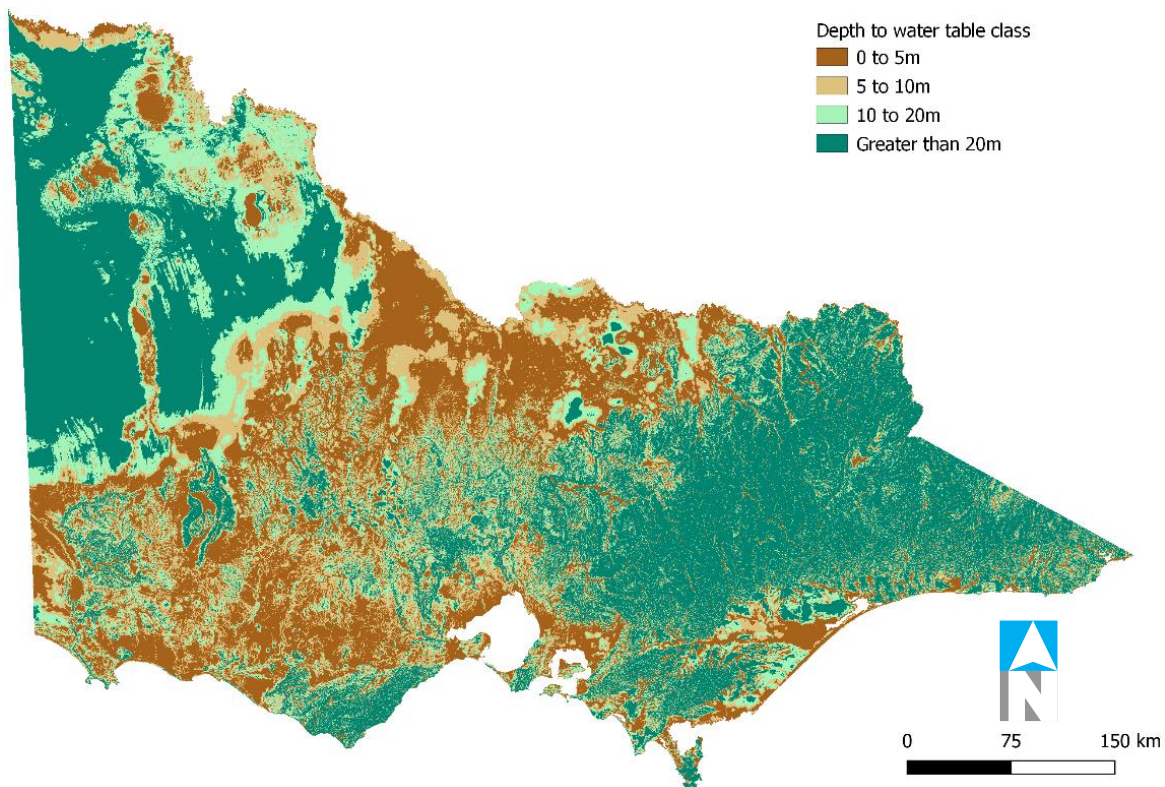 Depth to water table class
0 to 5m
5 to 10m
10 to 20m
Greater than 20m
N
0 75 150 km